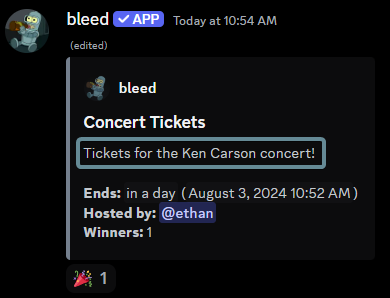 bleed ✓ APP Today at 10:54 AM
(edited)
bleed
Concert Tickets
Tickets for the Ken Carson concert!
Ends: in a day (August 3, 2024 10:52 AM)
Hosted by: @ethan
Winners: 1
🎉 1